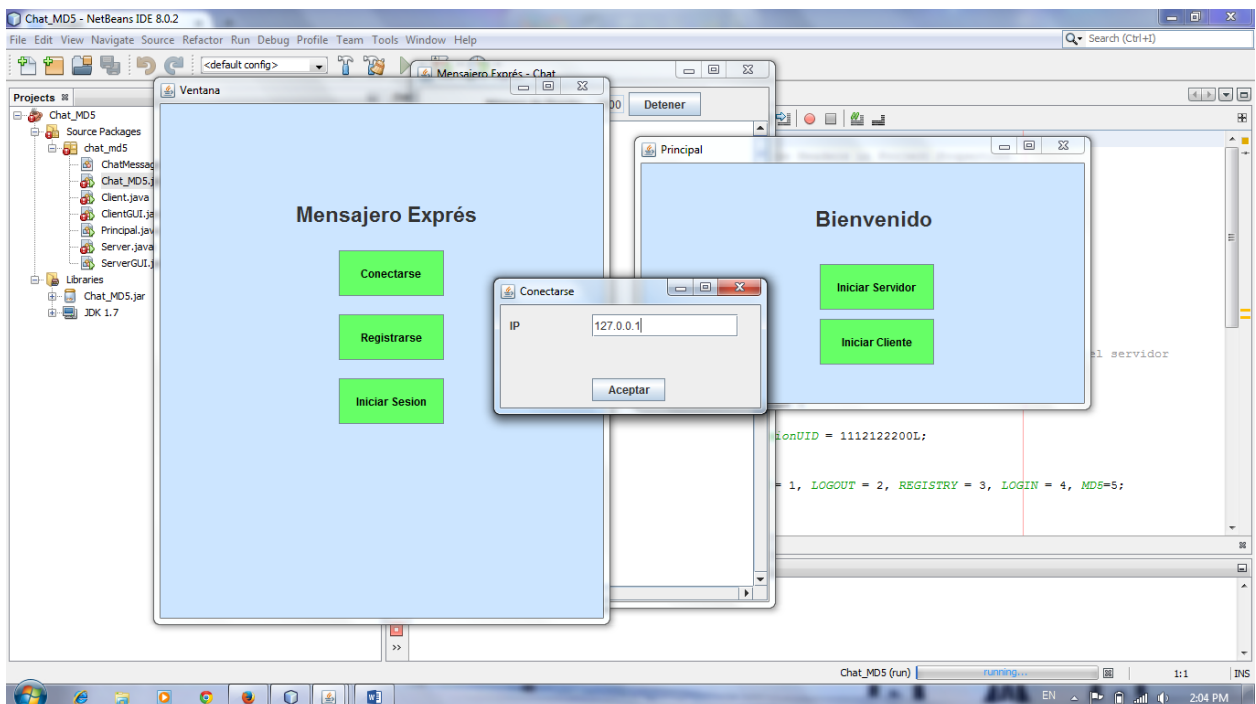 Chat_MD5 - NetBeans IDE 8.0.2
File Edit View Navigate Source Refactor Run Debug Profile Team Tools Window Help
Search (Ctrl+I)
<default config>
Mensajero Exprés - Chat
Detener
Projects
Chat_MD5
Source Packages
chat_md5
ChatMessag
Chat_MD5.j
Client.java
ClientGUI.ja
Principal.jav
Server.java
ServerGUI.j
Libraries
Chat_MD5.jar
JDK 1.7
Ventana
Mensajero Exprés
Conectarse
Registrarse
Iniciar Sesion
Principal
Bienvenido
Iniciar Servidor
Iniciar Cliente
Conectarse
IP 127.0.0.1
Aceptar
el servidor
ionUID = 1112122200L;
= 1, LOGOUT = 2, REGISTRY = 3, LOGIN = 4, MD5=5;
>>
Chat_MD5 (run) running... 1:1 INS
EN 2:04 PM